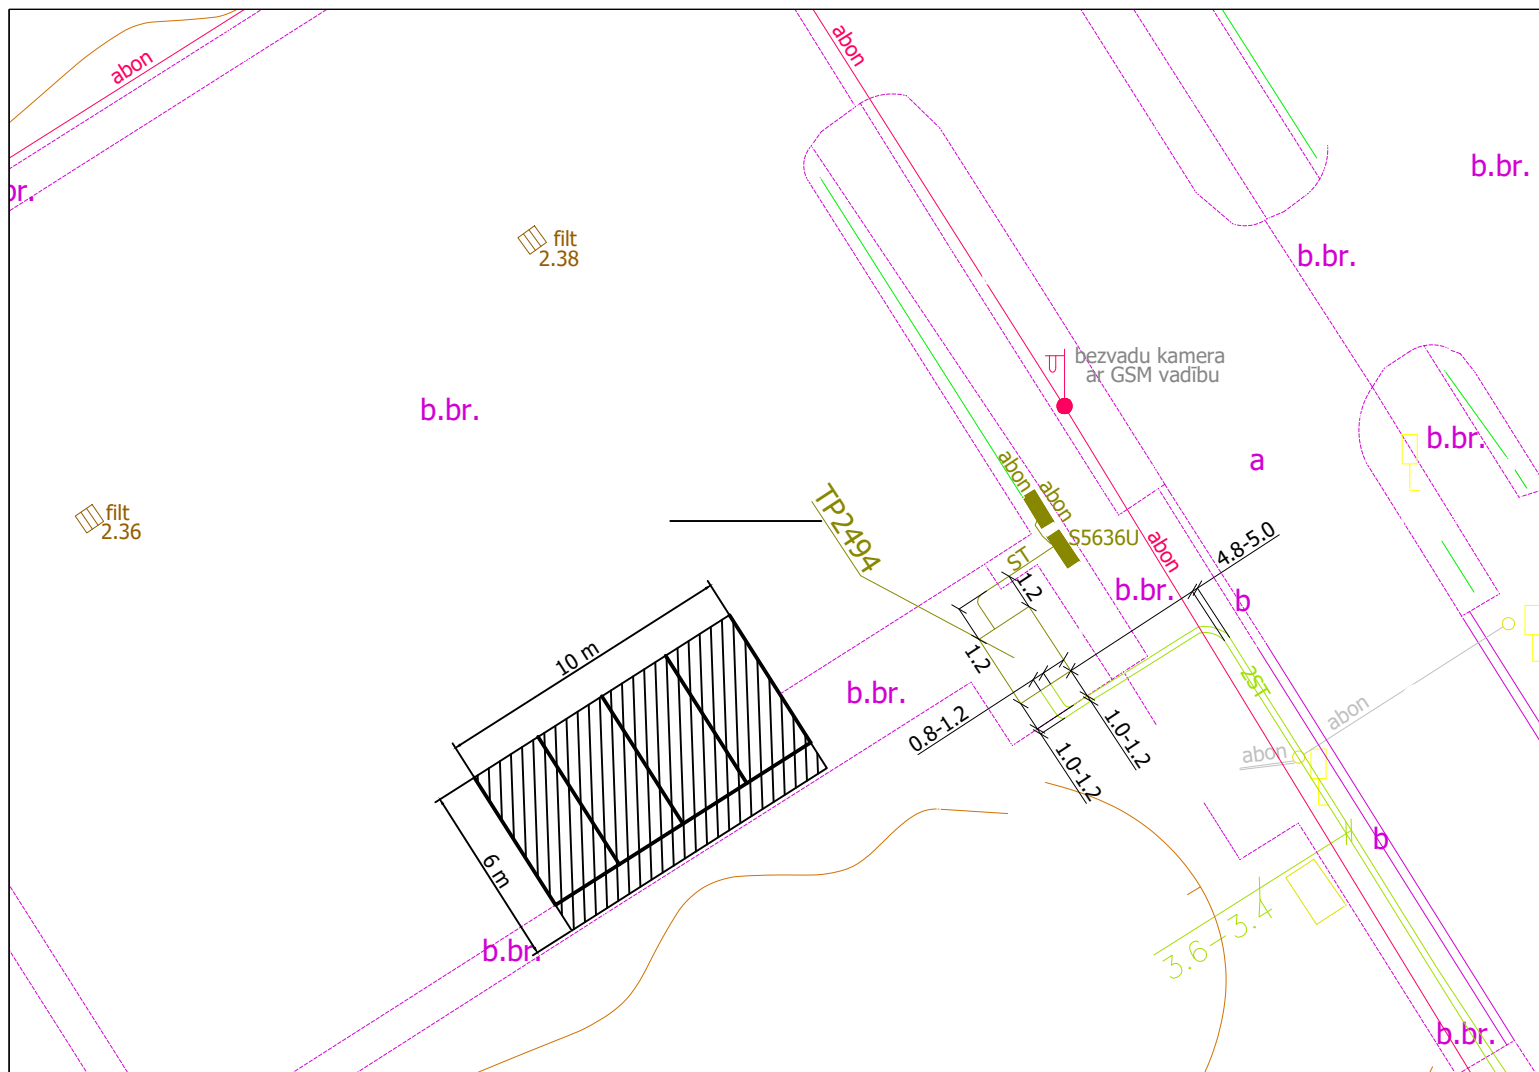 abon
abon
b.br.
br.
filt
2.38
b.br.
bezvadu kamera
ar GSM vadību
b.br.
b.br.
a
abon
abon
TP2494
filt
2.36
S5636U
ST
abon
4.8-5.0
1.2
b.br.
b
1.2
10 m
b.br.
2ST
0.8-1.2
1.0-1.2
abon
1.0-1.2
abon
b
6 m
3.6-3.4
b.br.
b.br.